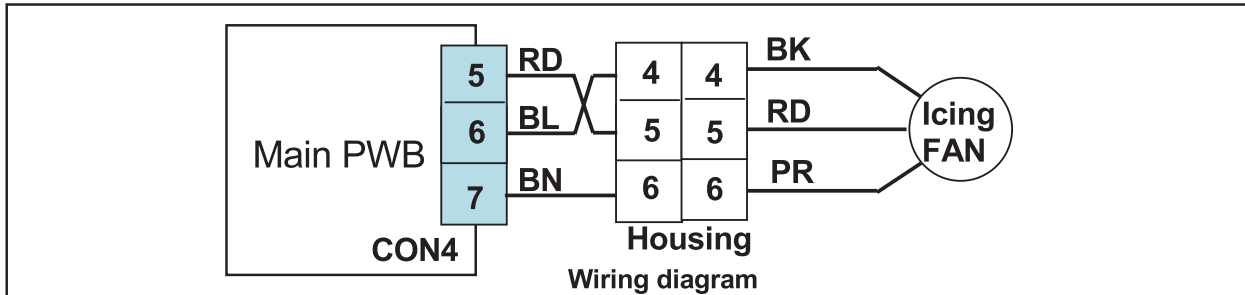 RD
BK
5
4
4
BL
RD
Icing
6
5
5
FAN
Main PWB
BN
PR
7
6
6
CON4
Housing
Wiring diagram